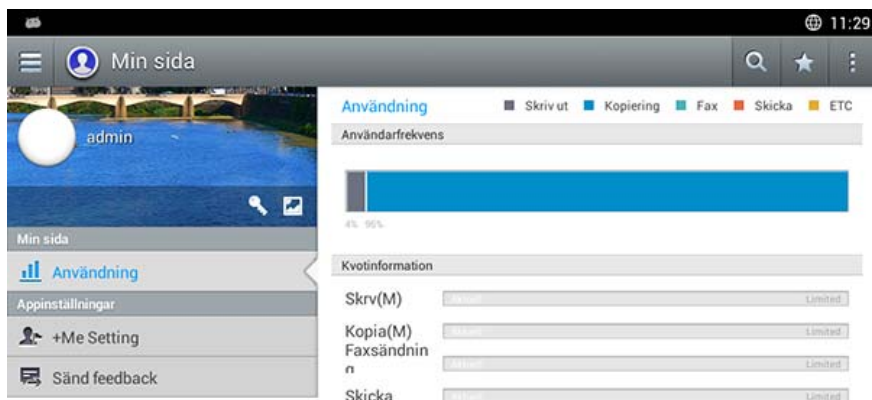 11:29
Min sida
admin
Min sida
Användning
Appinställningar
+Me Setting
Sänd feedback
Användning
Skriv ut Kopiering Fax Skicka ETC
Användarfrekvens
4% 96%
Kvotinformation
Skrv(M) Limited
Kopia(M) Limited
Faxsändnin
g Limited
Skicka Limited